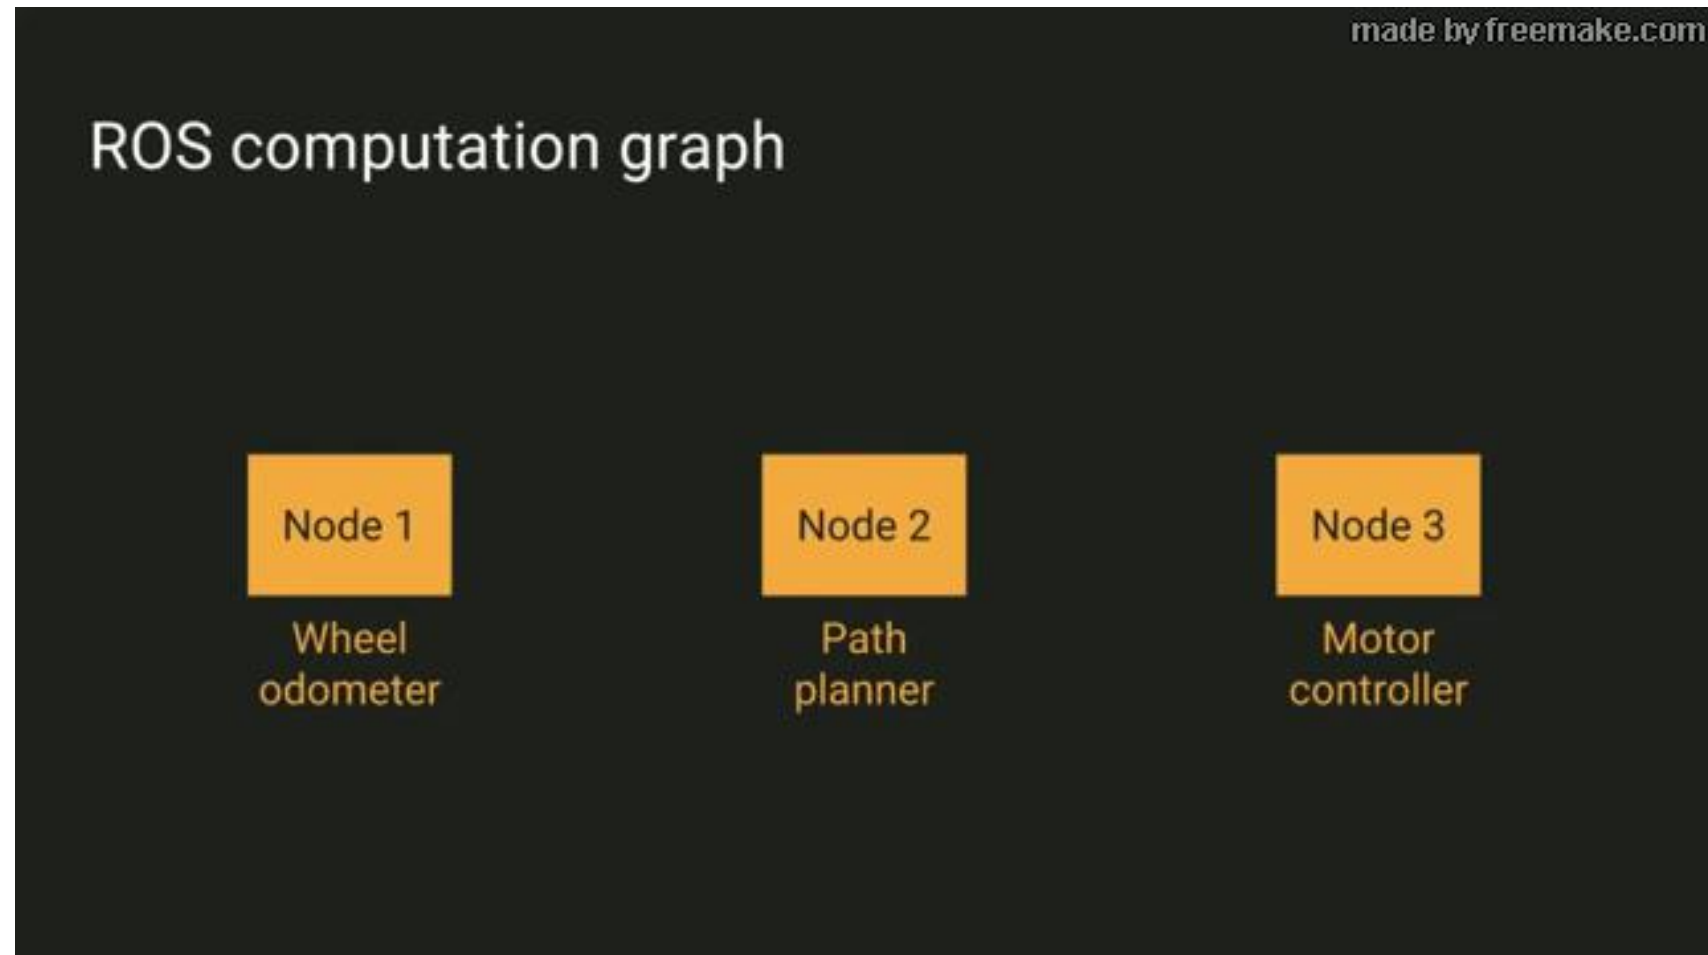 made by freemake.com
ROS computation graph
Node 1
Node 2
Node 3
Wheel
odometer
Path
planner
Motor
controller